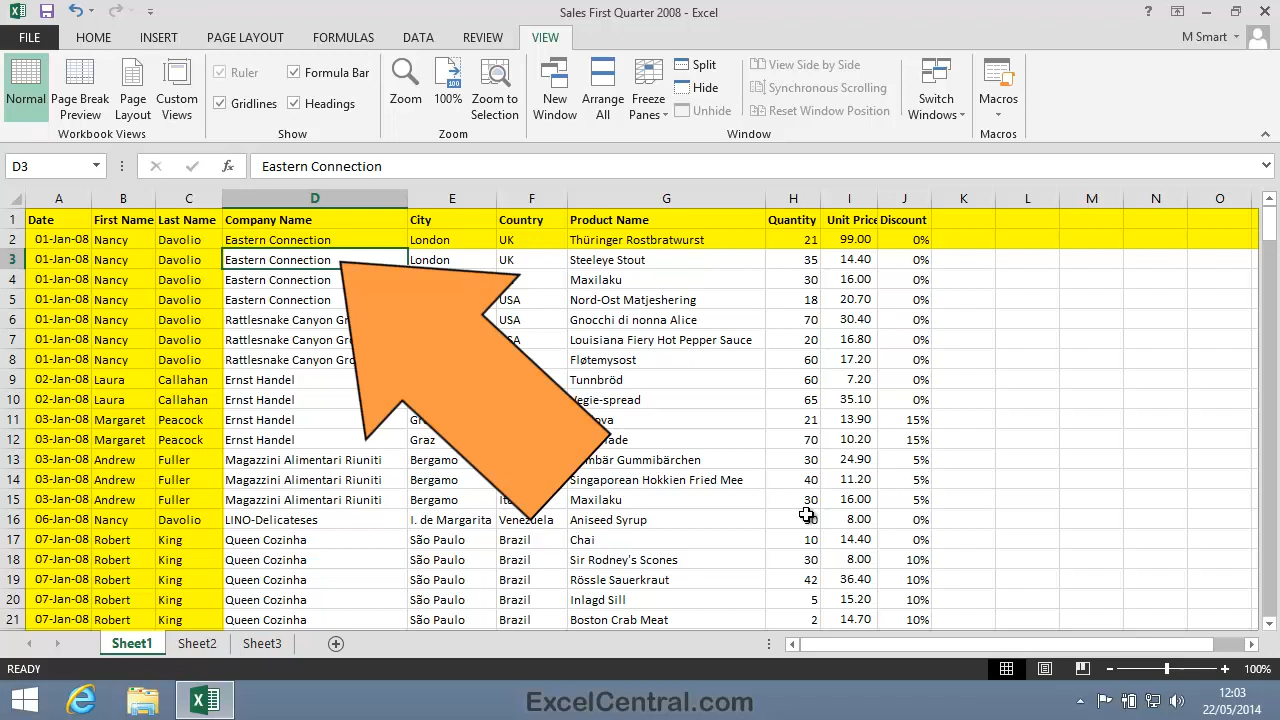 Sales First Quarter 2008 - Excel
?
FILE HOME INSERT PAGE LAYOUT FORMULAS DATA REVIEW VIEW M Smart
Normal Page Break Preview Page Layout Custom Views
Workbook Views
Ruler Formula Bar
Gridlines Headings
Show
Zoom 100% Zoom to Selection
100
Zoom
New Window Arrange All Freeze Panes
Split
Hide
Unhide
View Side by Side
Synchronous Scrolling
Reset Window Position
Window
Switch Windows
Macros
Macros
D3 fx Eastern Connection
A B C D E F G H I J K L M N O
1 Date First Name Last Name Company Name City Country Product Name Quantity Unit Price Discount
2 01-Jan-08 Nancy Davolio Eastern Connection London UK Thüringer Rostbratwurst 21 99.00 0%
3 01-Jan-08 Nancy Davolio Eastern Connection London UK Steeleye Stout 35 14.40 0%
4 01-Jan-08 Nancy Davolio Eastern Connection Maxilaku 30 16.00 0%
5 01-Jan-08 Nancy Davolio Eastern Connection USA Nord-Ost Matjeshering 18 20.70 0%
6 01-Jan-08 Nancy Davolio Rattlesnake Canyon USA Gnocchi di nonna Alice 70 30.40 0%
7 01-Jan-08 Nancy Davolio Rattlesnake Canyon Louisiana Fiery Hot Pepper Sauce 20 16.80 0%
8 01-Jan-08 Nancy Davolio Rattlesnake Canyon Fløtemysost 60 17.20 0%
9 02-Jan-08 Laura Callahan Ernst Handel Tunnbröd 60 7.20 0%
10 02-Jan-08 Laura Callahan Ernst Handel Vegie-spread 65 35.10 0%
11 03-Jan-08 Margaret Peacock Ernst Handel 21 13.90 15%
12 03-Jan-08 Margaret Peacock Ernst Handel Graz 70 10.20 15%
13 03-Jan-08 Andrew Fuller Magazzini Alimentari Riuniti Bergamo Gummibärchen 30 24.90 5%
14 03-Jan-08 Andrew Fuller Magazzini Alimentari Riuniti Bergamo Singaporean Hokkien Fried Mee 40 11.20 5%
15 03-Jan-08 Andrew Fuller Magazzini Alimentari Riuniti Bergamo Maxilaku 30 16.00 5%
16 06-Jan-08 Nancy Davolio LINO-Delicateses I. de Margarita Venezuela Aniseed Syrup 8.00 0%
17 07-Jan-08 Robert King Queen Cozinha São Paulo Brazil Chai 10 14.40 0%
18 07-Jan-08 Robert King Queen Cozinha São Paulo Brazil Sir Rodney's Scones 30 8.00 10%
19 07-Jan-08 Robert King Queen Cozinha São Paulo Brazil Rössle Sauerkraut 42 36.40 10%
20 07-Jan-08 Robert King Queen Cozinha São Paulo Brazil Inlagd Sill 5 15.20 10%
21 07-Jan-08 Robert King Queen Cozinha São Paulo Brazil Boston Crab Meat 2 14.70 10%
Sheet1 Sheet2 Sheet3
READY 100%
ExcelCentral.com
12:03
22/05/2014